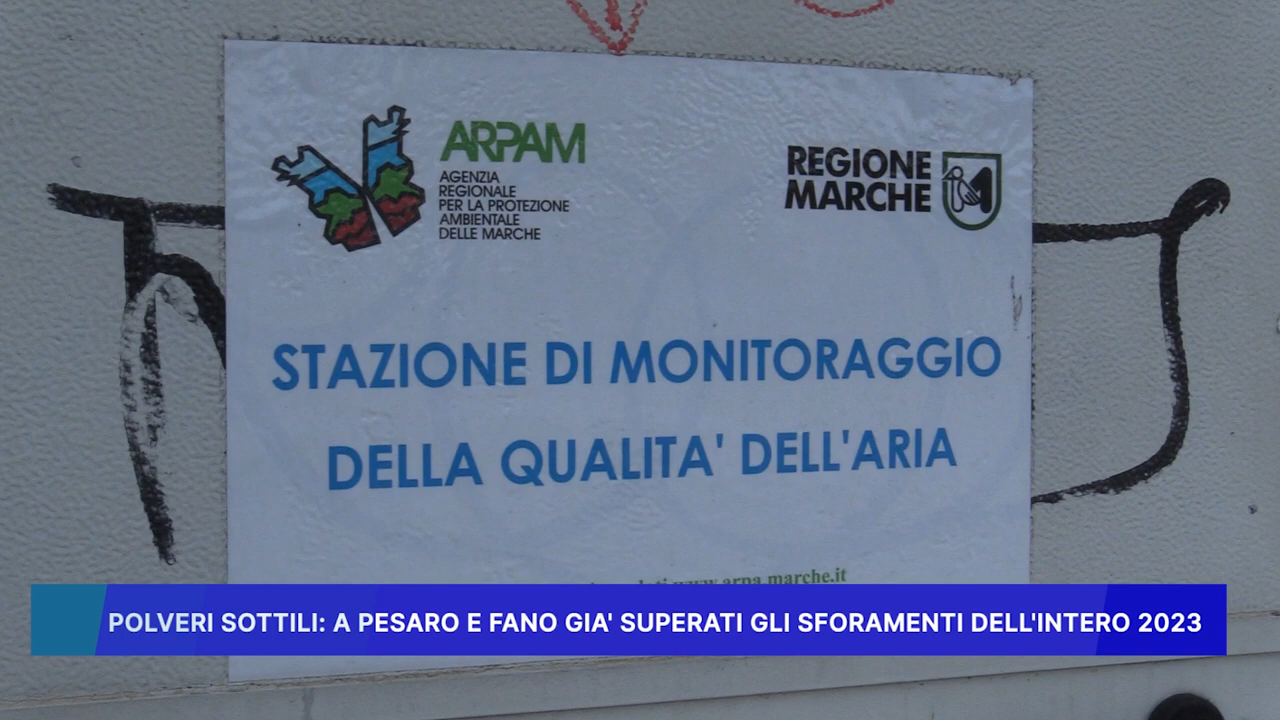 ARPAM
AGENZIA
REGIONALE
PER LA PROTEZIONE
AMBIENTALE
DELLE MARCHE
REGIONE
MARCHE
STAZIONE DI MONITORAGGIO
DELLA QUALITA' DELL'ARIA
www.arpa.marche.it
POLVERI SOTTILI: A PESARO E FANO GIA' SUPERATI GLI SFORAMENTI DELL'INTERO 2023